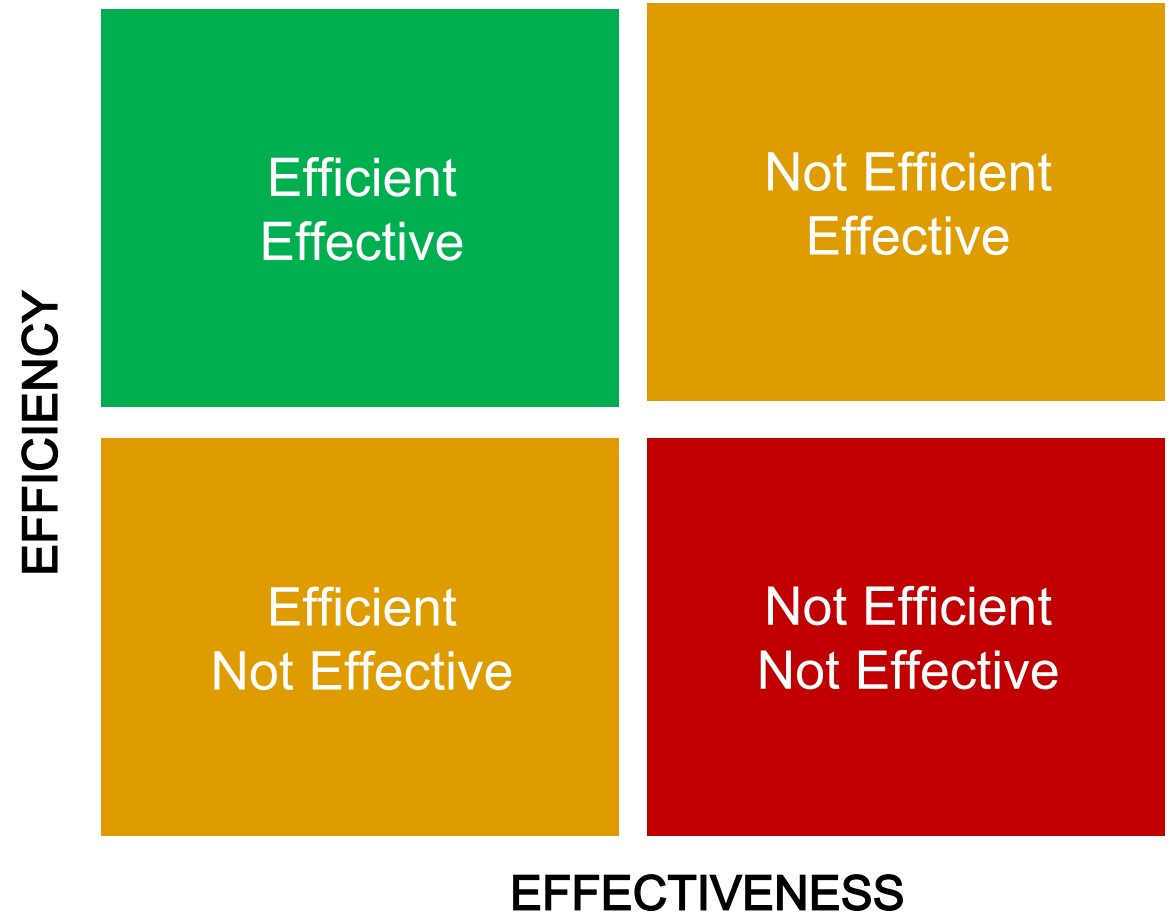 Efficient
Effective
Not Efficient
Effective
EFFICIENCY
Efficient
Not Effective
Not Efficient
Not Effective
EFFECTIVENESS